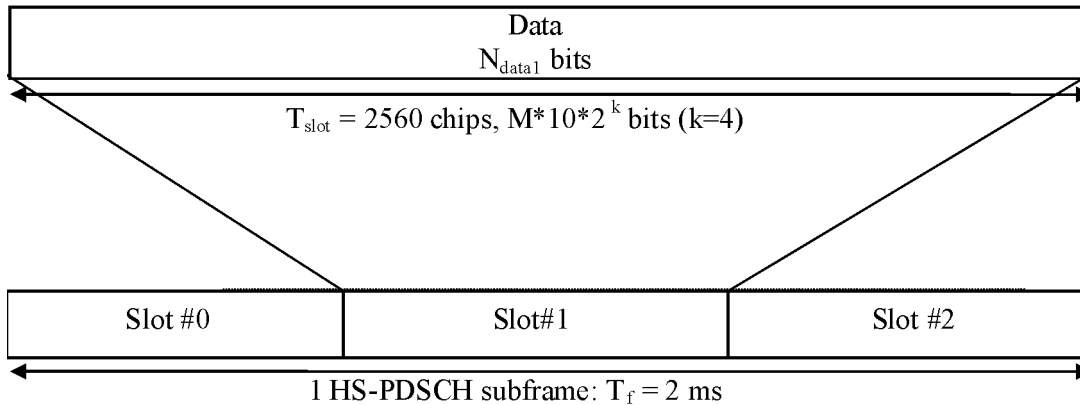 Data
N_data1 bits
T_slot = 2560 chips, M*10*2^k bits (k=4)
Slot #0
Slot#1
Slot #2
1 HS-PDSCH subframe: T_f = 2 ms